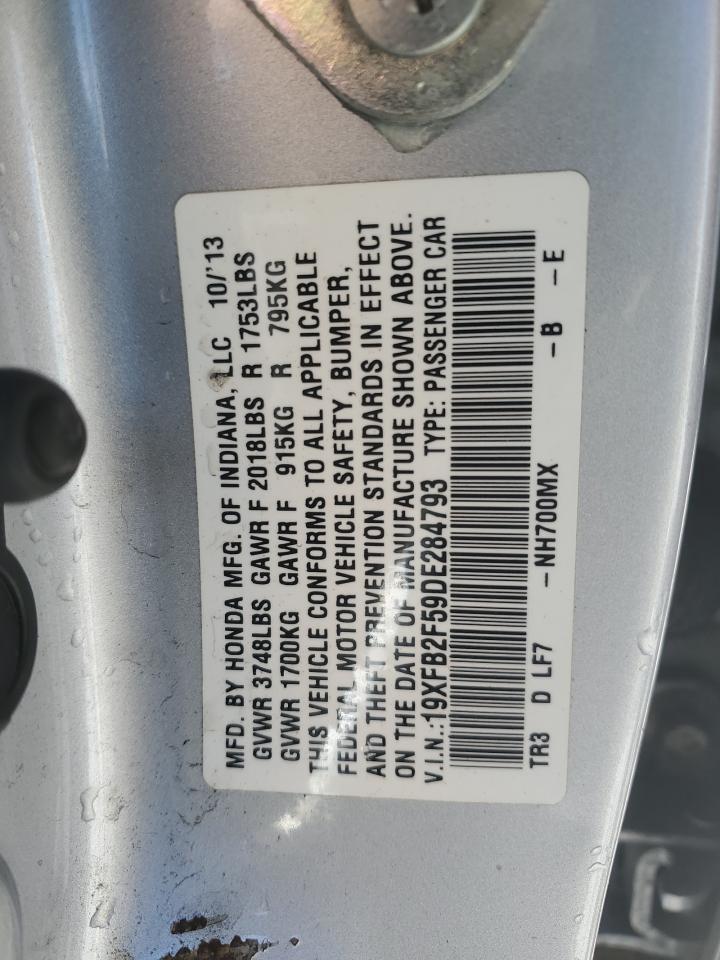 MFD. BY HONDA MFG. OF INDIANA, LLC 10/'13
GVWR 3748LBS GAWR F 2018LBS R 1753LBS
GVWR 1700KG GAWR F 915KG R 795KG
THIS VEHICLE CONFORMS TO ALL APPLICABLE
FEDERAL MOTOR VEHICLE SAFETY, BUMPER,
AND THEFT PREVENTION STANDARDS IN EFFECT
ON THE DATE OF MANUFACTURE SHOWN ABOVE.
V.I.N.:19XFB2F59DE284793 TYPE: PASSENGER CAR
TR3 D LF7 -NH700MX -B -E